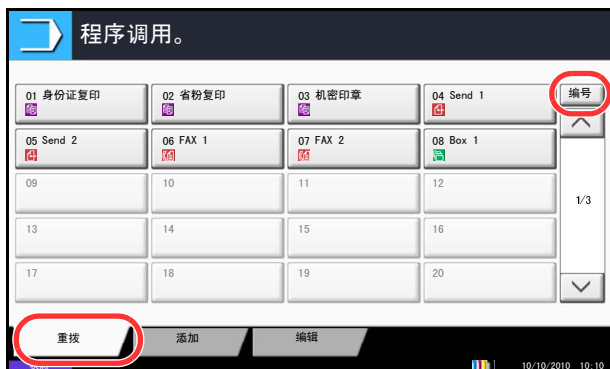 程序调用。
01 身份证复印 02 省粉复印 03 机密印章 04 Send 1 编号
05 Send 2 06 FAX 1 07 FAX 2 08 Box 1
09 10 11 12
1/3
13 14 15 16
17 18 19 20
重拨 添加 编辑
10/10/2010 10:10